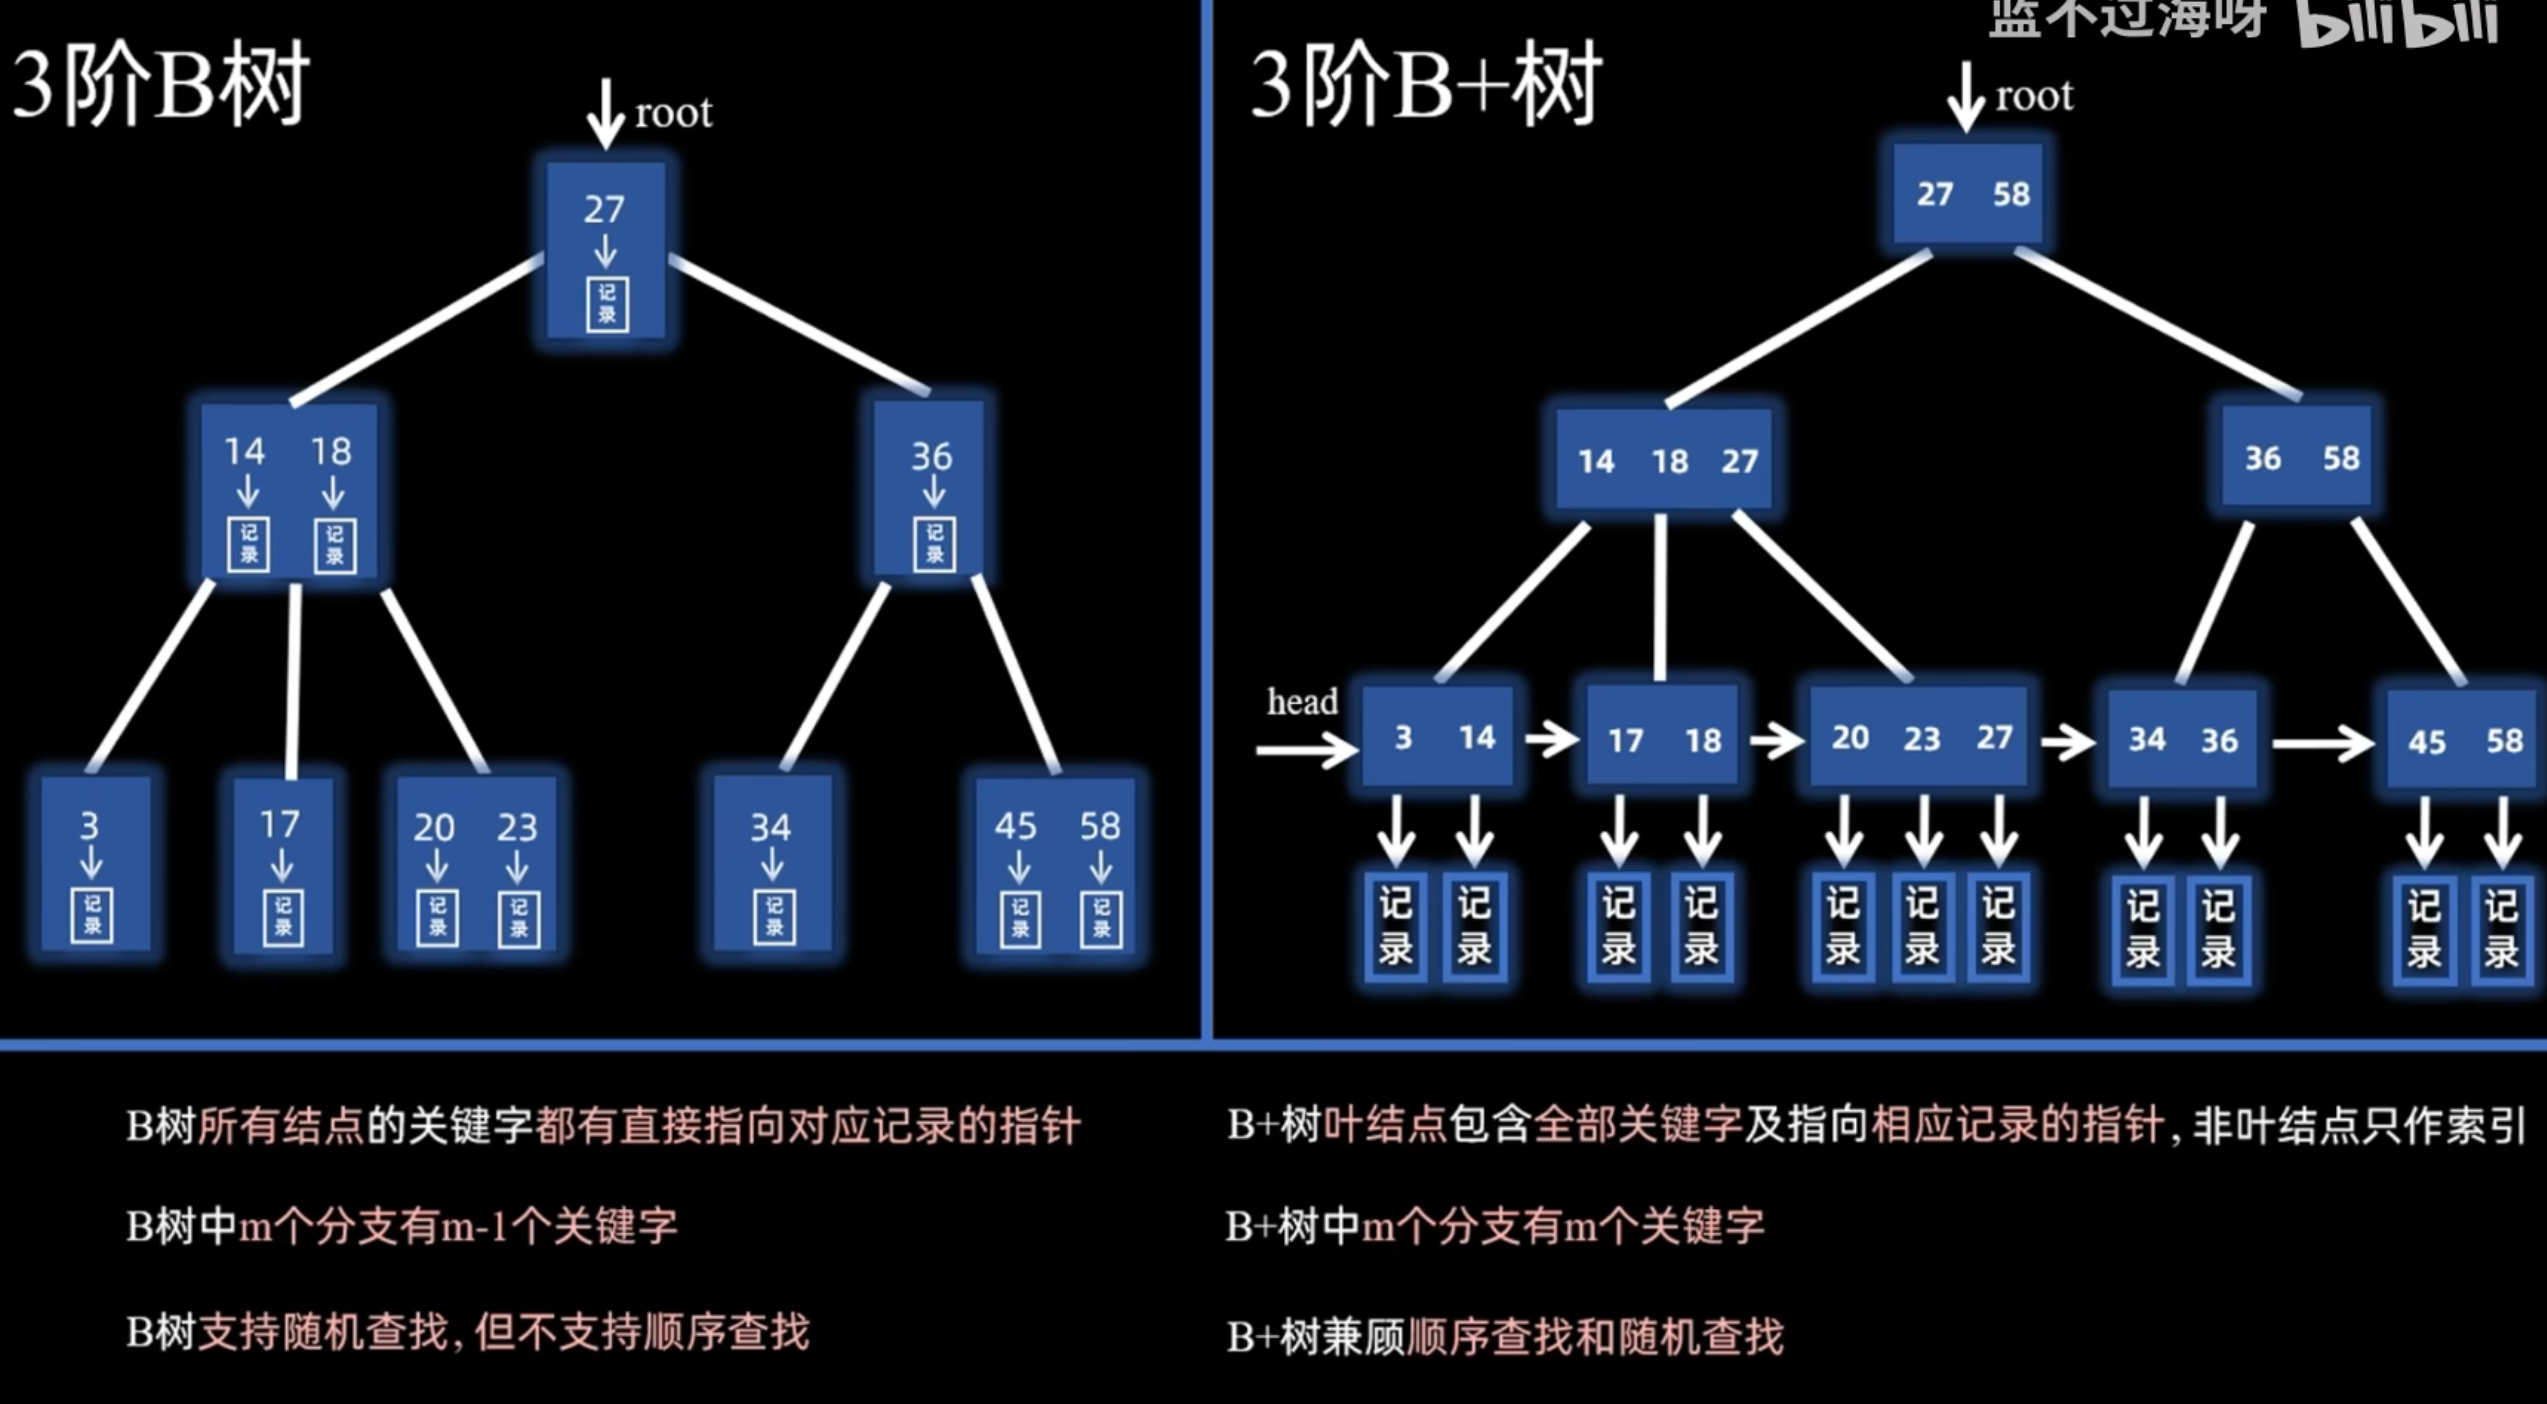 蓝不过海呀 bilibili
3阶B树
root
27
记录
14 18
记录 记录
36
记录
3
记录
17
记录
20 23
记录 记录
34
记录
45 58
记录 记录
3阶B+树
root
27 58
14 18 27
36 58
head
3 14
17 18
20 23 27
34 36
45 58
记录 记录 记录 记录 记录 记录 记录 记录 记录 记录 记录
B树所有结点的关键字都有直接指向对应记录的指针
B树中m个分支有m-1个关键字
B树支持随机查找,但不支持顺序查找
B+树叶结点包含全部关键字及指向相应记录的指针,非叶结点只作索引
B+树中m个分支有m个关键字
B+树兼顾顺序查找和随机查找